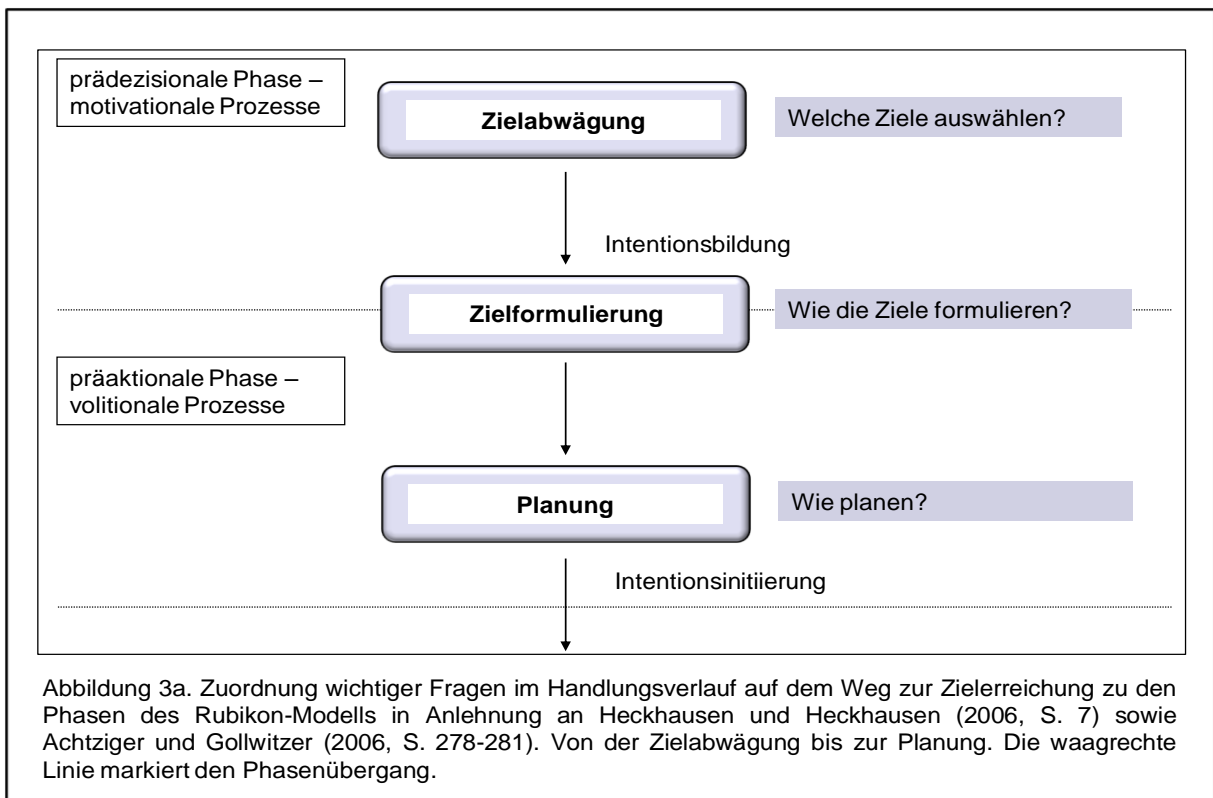 prädezisionale Phase –
motivationale Prozesse
Zielabwägung
Welche Ziele auswählen?
Intentionsbildung
Zielformulierung
Wie die Ziele formulieren?
präaktionale Phase –
volitionale Prozesse
Planung
Wie planen?
Intentionsinitiierung
Abbildung 3a. Zuordnung wichtiger Fragen im Handlungsverlauf auf dem Weg zur Zielerreichung zu den
Phasen des Rubikon-Modells in Anlehnung an Heckhausen und Heckhausen (2006, S. 7) sowie
Achtziger und Gollwitzer (2006, S. 278-281). Von der Zielabwägung bis zur Planung. Die waagrechte
Linie markiert den Phasenübergang.